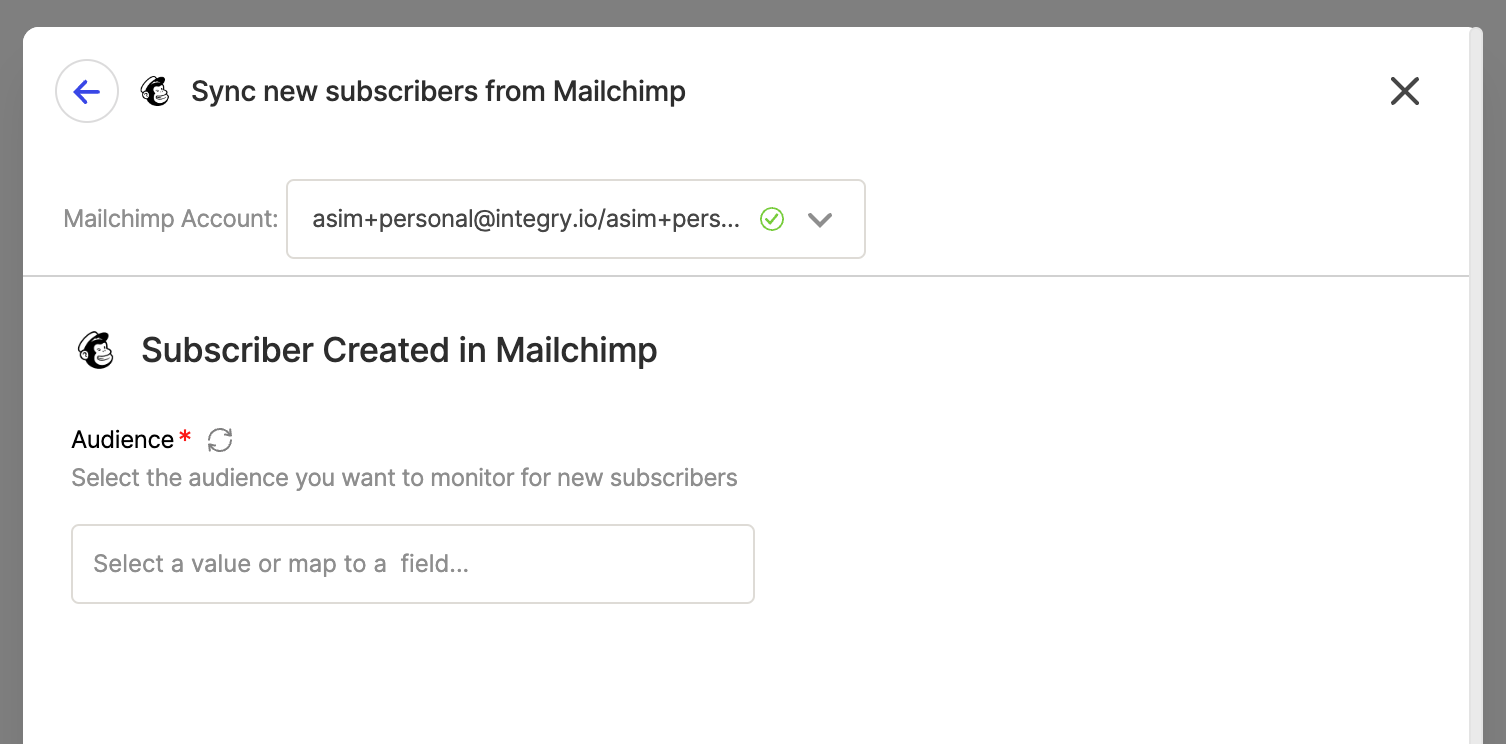 Sync new subscribers from Mailchimp
Mailchimp Account: asim+personal@integry.io/asim+pers...
Subscriber Created in Mailchimp
Audience *
Select the audience you want to monitor for new subscribers
Select a value or map to a  field...